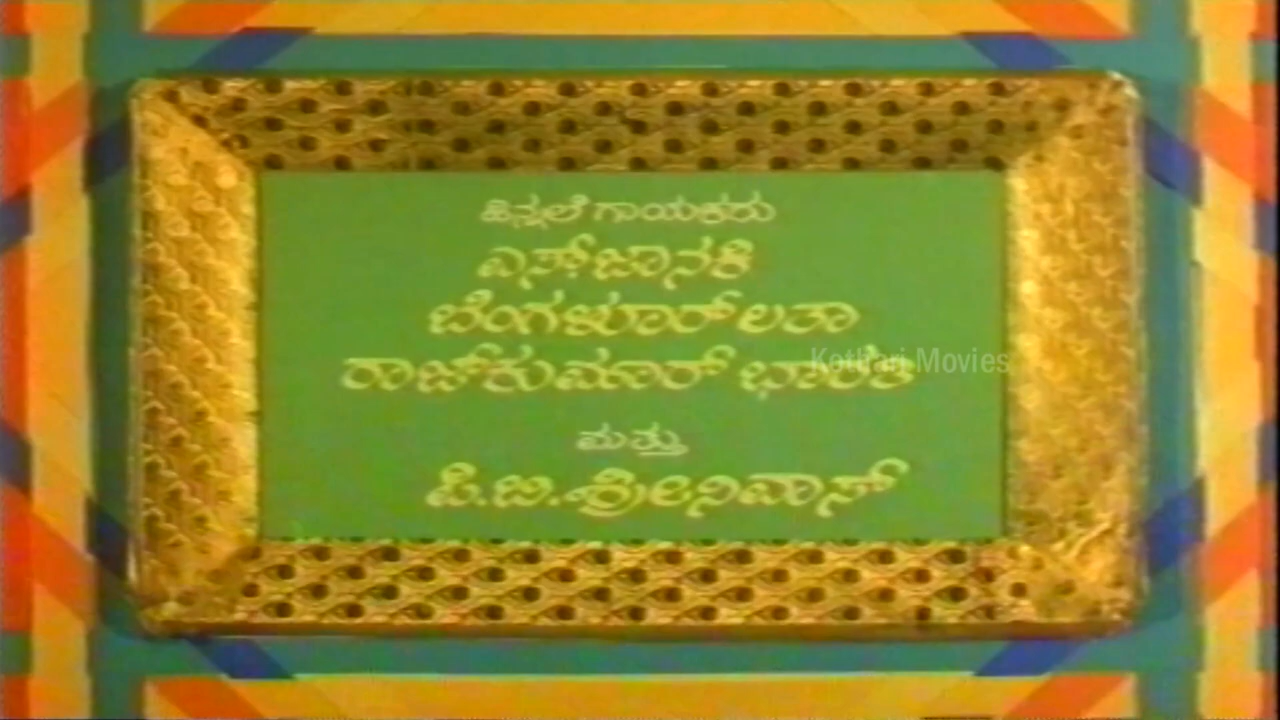 ಹಿನ್ನಲೆ ಗಾಯಕರು
ಎಸ್.ಜಾನಕಿ
ಬೆಂಗಳೂರ್ ಲತಾ
ರಾಜ್‌ಕುಮಾರ್ ಭಾರತಿ
Kothari Movies
ಮತ್ತು
ಪಿ.ಬಿ.ಶ್ರೀನಿವಾಸ್